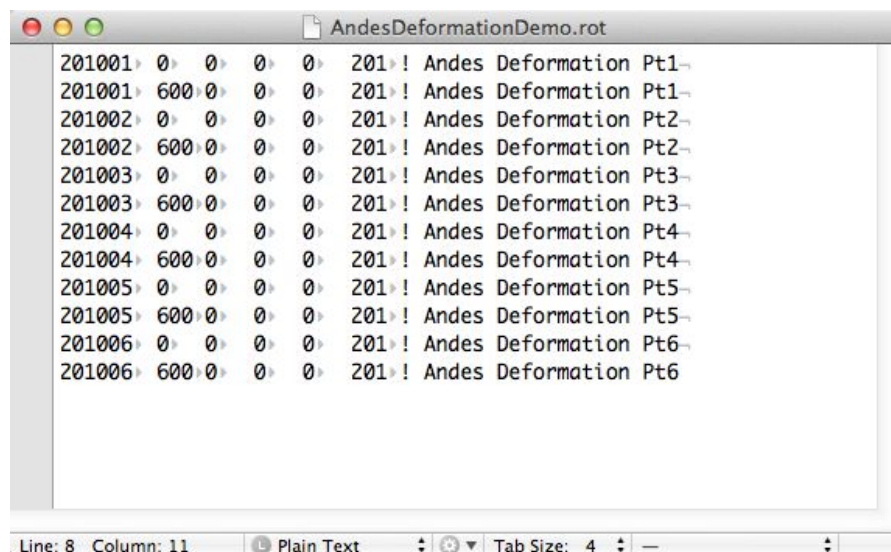 AndesDeformationDemo.rot
201001 0 0 0 0 201 ! Andes Deformation Pt1
201001 600 0 0 0 201 ! Andes Deformation Pt1
201002 0 0 0 0 201 ! Andes Deformation Pt2
201002 600 0 0 0 201 ! Andes Deformation Pt2
201003 0 0 0 0 201 ! Andes Deformation Pt3
201003 600 0 0 0 201 ! Andes Deformation Pt3
201004 0 0 0 0 201 ! Andes Deformation Pt4
201004 600 0 0 0 201 ! Andes Deformation Pt4
201005 0 0 0 0 201 ! Andes Deformation Pt5
201005 600 0 0 0 201 ! Andes Deformation Pt5
201006 0 0 0 0 201 ! Andes Deformation Pt6
201006 600 0 0 0 201 ! Andes Deformation Pt6
Line: 8 Column: 11 L Plain Text Tab Size: 4 —